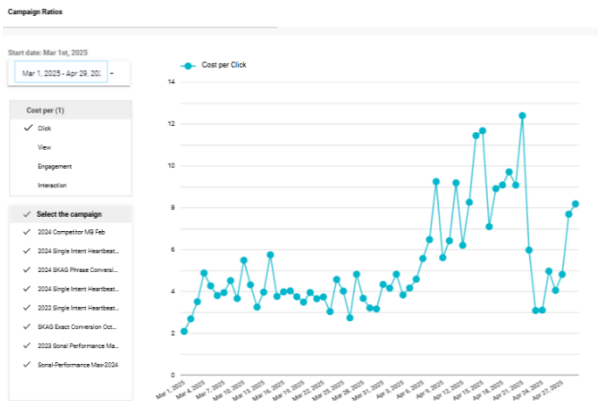 Campaign Ratios
Start date: Mar 1st, 2025
Mar 1, 2025 - Apr 29, 202
Cost per (1)
Click
View
Engagement
Interaction
Select the campaign
2024 Competitor MB Feb
2024 Single Intent Heartbeat...
2024 SKAG Phrase Conversi...
2024 Single Intent Heartbeat...
2022 Single Intent Heartbeat...
SKAG Exact Conversion Oct...
2023 Sonal Performance Ma...
Sonal-Performance Max-2024
Cost per Click
14
12
10
8
6
4
2
0
Mar 1, 2025
Mar 4, 2025
Mar 7, 2025
Mar 10, 2025
Mar 13, 2025
Mar 16, 2025
Mar 19, 2025
Mar 22, 2025
Mar 25, 2025
Mar 28, 2025
Mar 31, 2025
Apr 3, 2025
Apr 6, 2025
Apr 9, 2025
Apr 12, 2025
Apr 15, 2025
Apr 18, 2025
Apr 21, 2025
Apr 24, 2025
Apr 27, 2025